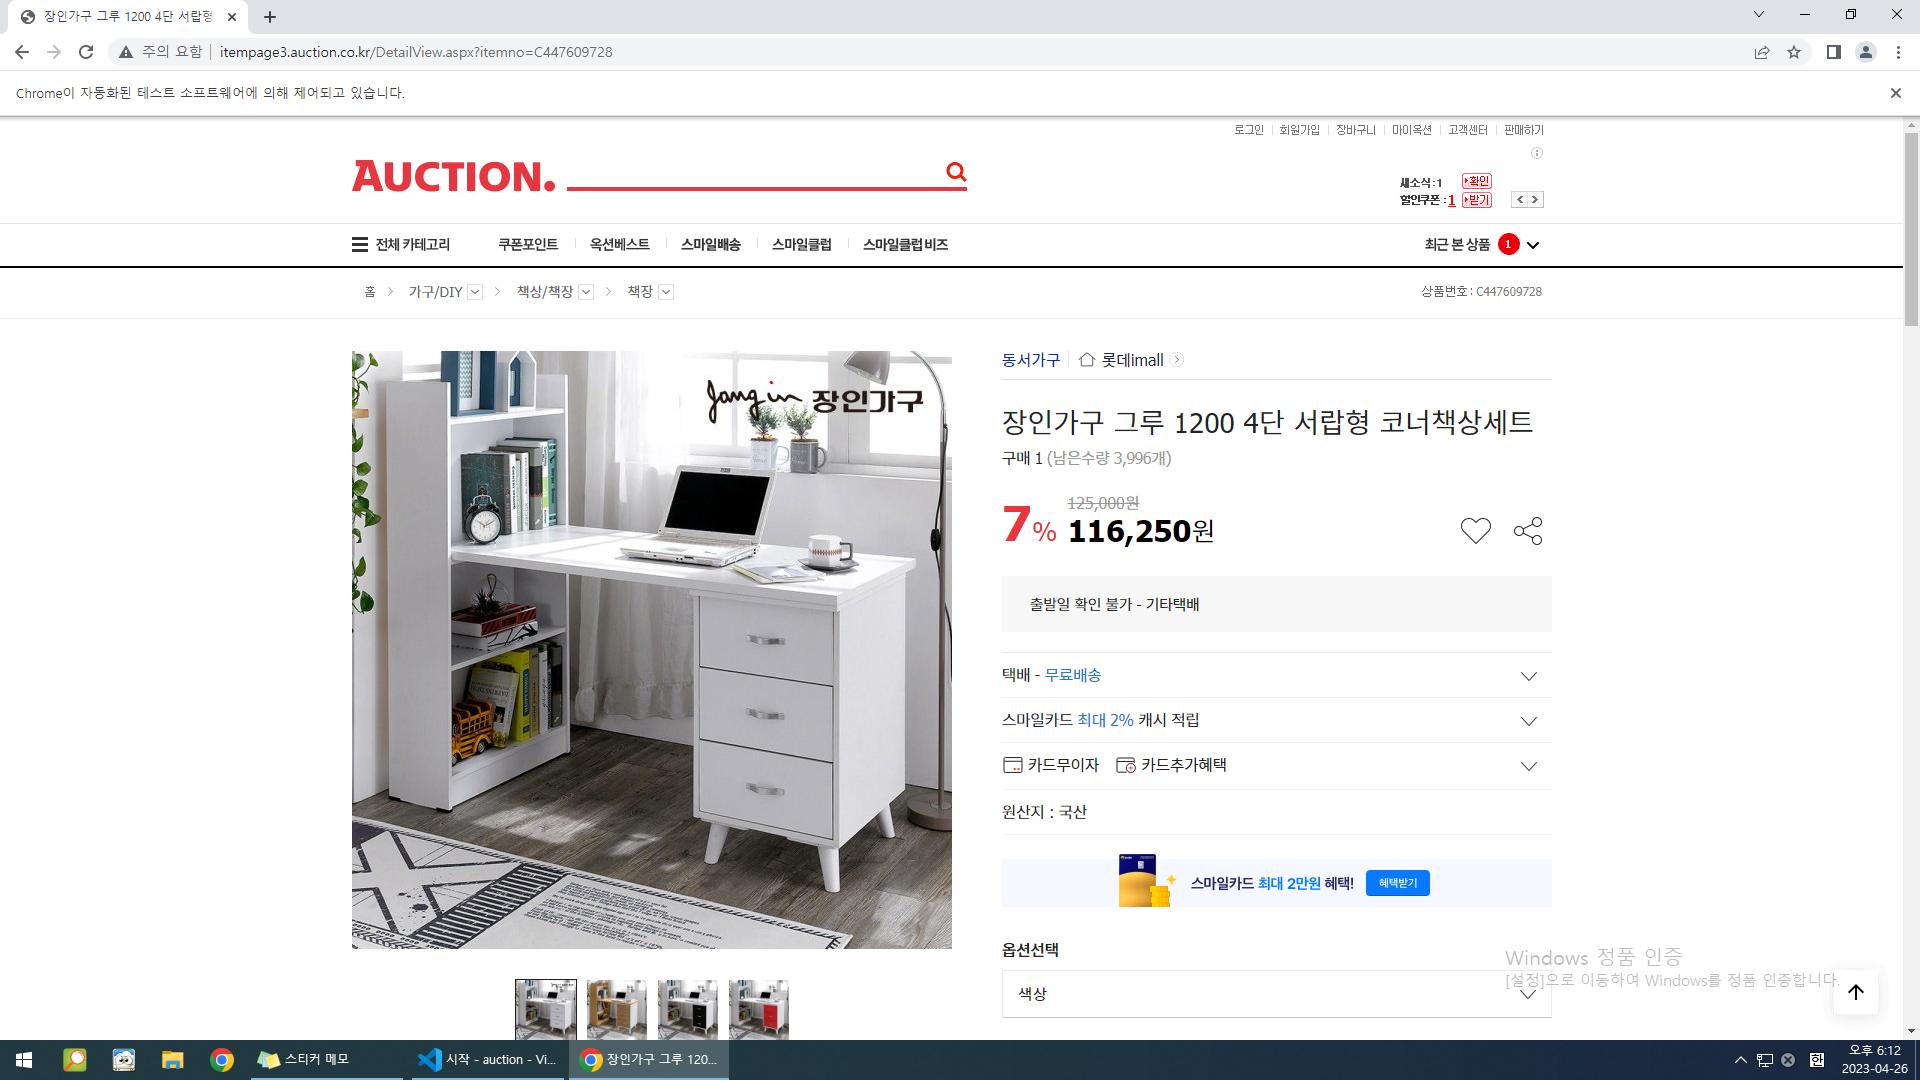 장인가구 그루 1200 4단 서랍형
주의 요함
itempage3.auction.co.kr/DetailView.aspx?itemno=C447609728
Chrome이 자동화된 테스트 소프트웨어에 의해 제어되고 있습니다.
로그인 회원가입 장바구니 마이옥션 고객센터 판매하기
AUCTION.
새소식:1 확인
할인쿠폰:1 받기
전체 카테고리 쿠폰포인트 옥션베스트 스마일배송 스마일클럽 스마일클럽 비즈 최근 본 상품 1
홈 가구/DIY 책상/책장 책장 상품번호 : C447609728
Jang in 장인가구
동서가구 롯데imall
장인가구 그루 1200 4단 서랍형 코너책상세트
구매 1 (남은수량 3,996개)
125,000원
7% 116,250원
출발일 확인 불가 - 기타택배
택배 - 무료배송
스마일카드 최대 2% 캐시 적립
카드무이자 카드추가혜택
원산지 : 국산
스마일카드 최대 2만원 혜택! 혜택받기
옵션선택
색상
Windows 정품 인증
[설정]으로 이동하여 Windows를 정품 인증합니다.
스티커 메모
시작 - auction - Vi...
장인가구 그루 120...
한
오후 6:12
2023-04-26